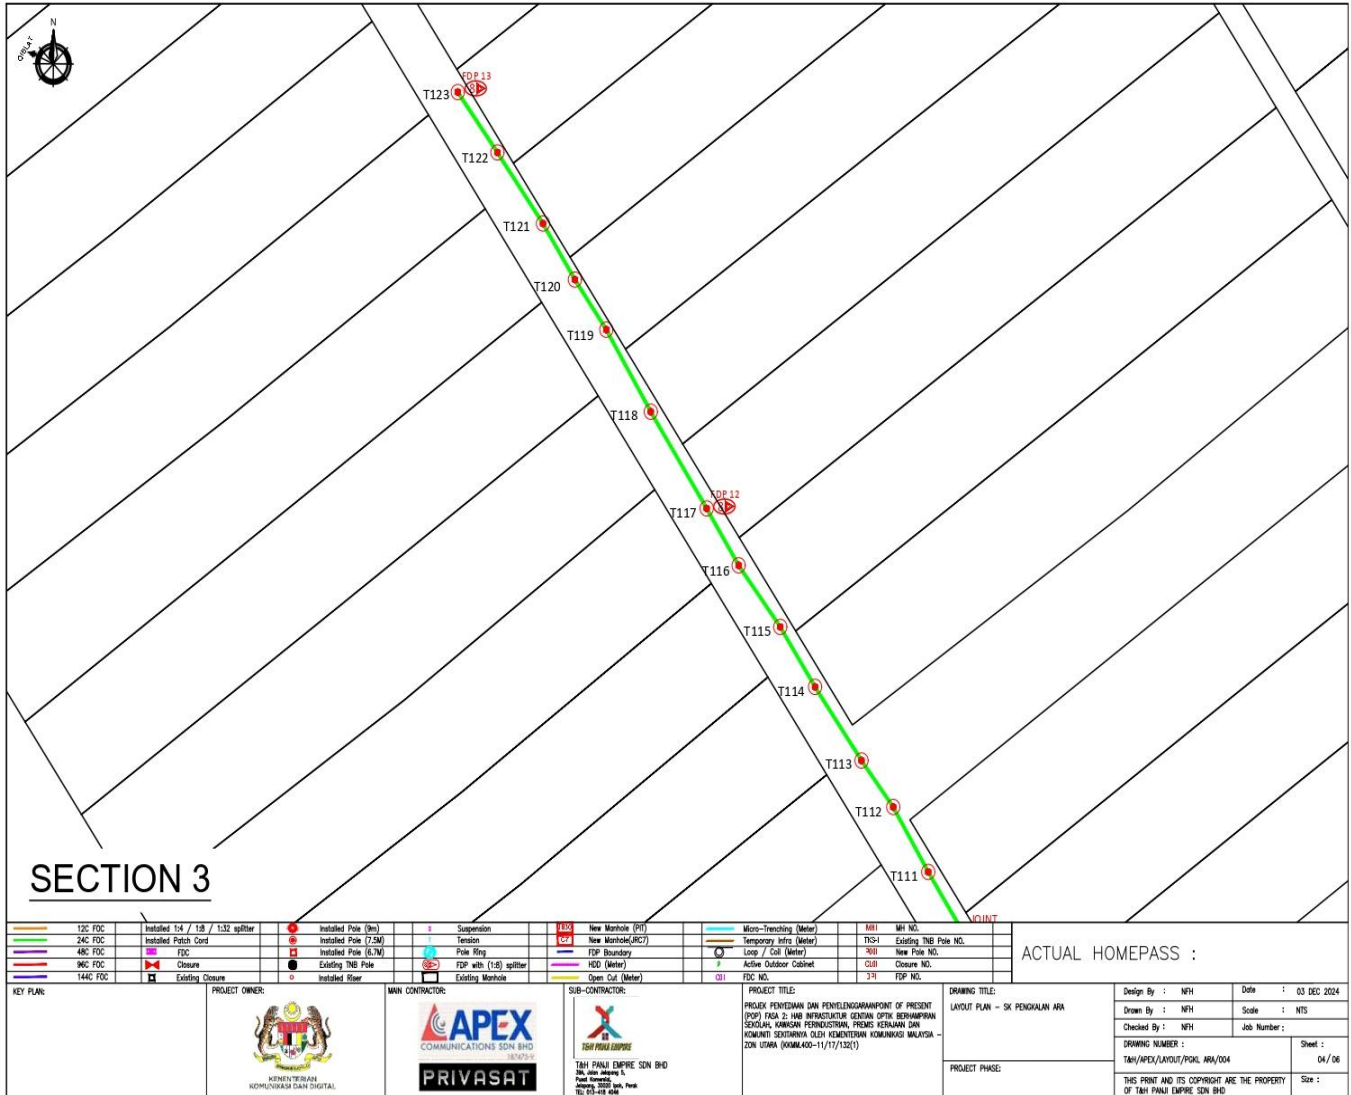 N
QIBLAT
FDP 13
8
T123
T122
T121
T120
T119
T118
FDP 12
8
T117
T116
T115
T114
T113
T112
T111
JOINT
SECTION 3
12C FOC
24C FOC
48C FOC
96C FOC
144C FOC
Installed 1:4 / 1:8 / 1:32 splitter
Installed Patch Cord
FDC
Closure
Existing Closure
Installed Pole (9m)
Installed Pole (7.5M)
Installed Pole (6.7M)
Existing TNB Pole
Installed Riser
Suspension
Tension
Pole Ring
FDP with (1:8) splitter
Existing Manhole
New Manhole (PIT)
New Manhole(JRC7)
FDP Boundary
HDD (Meter)
Open Cut (Meter)
Micro-Trenching (Meter)
Temporary Infra (Meter)
Loop / Coil (Meter)
Active Outdoor Cabinet
FDC NO.
MH NO.
Existing TNB Pole NO.
New Pole NO.
Closure NO.
FDP NO.
ACTUAL HOMEPASS :
KEY PLAN:
PROJECT OWNER:
KEMENTERIAN
KOMUNIKASI DAN DIGITAL
MAIN CONTRACTOR:
APEX
COMMUNICATIONS SDN BHD
187475-V
PRIVASAT
SUB-CONTRACTOR:
T&H PANJI EMPIRE
T&H PANJI EMPIRE SDN BHD
PROJECT TITLE:
PROJEK PENYEDIAAN DAN PENYELENGGARAANPOINT OF PRESENT
(POP) FASA 2: HAB INFRASTUKTUR GENTIAN OPTIK BERHAMPIRAN
SEKOLAH, KAWASAN PERINDUSTRIAN, PREMIS KERAJAAN DAN
KOMUNITI SEKITARNYA OLEH KEMENTERIAN KOMUNIKASI MALAYSIA –
ZON UTARA (KKMM.400-11/17/132(1)
DRAWING TITLE:
LAYOUT PLAN – SK PENGKALAN ARA
PROJECT PHASE:
Design By : NFH
Date : 03 DEC 2024
Drawn By : NFH
Scale : NTS
Checked By : NFH
Job Number :
DRAWING NUMBER :
T&H/APEX/LAYOUT/PGKL ARA/004
Sheet :
04/06
THIS PRINT AND ITS COPYRIGHT ARE THE PROPERTY
OF T&H PANJI EMPIRE SDN BHD
Size :